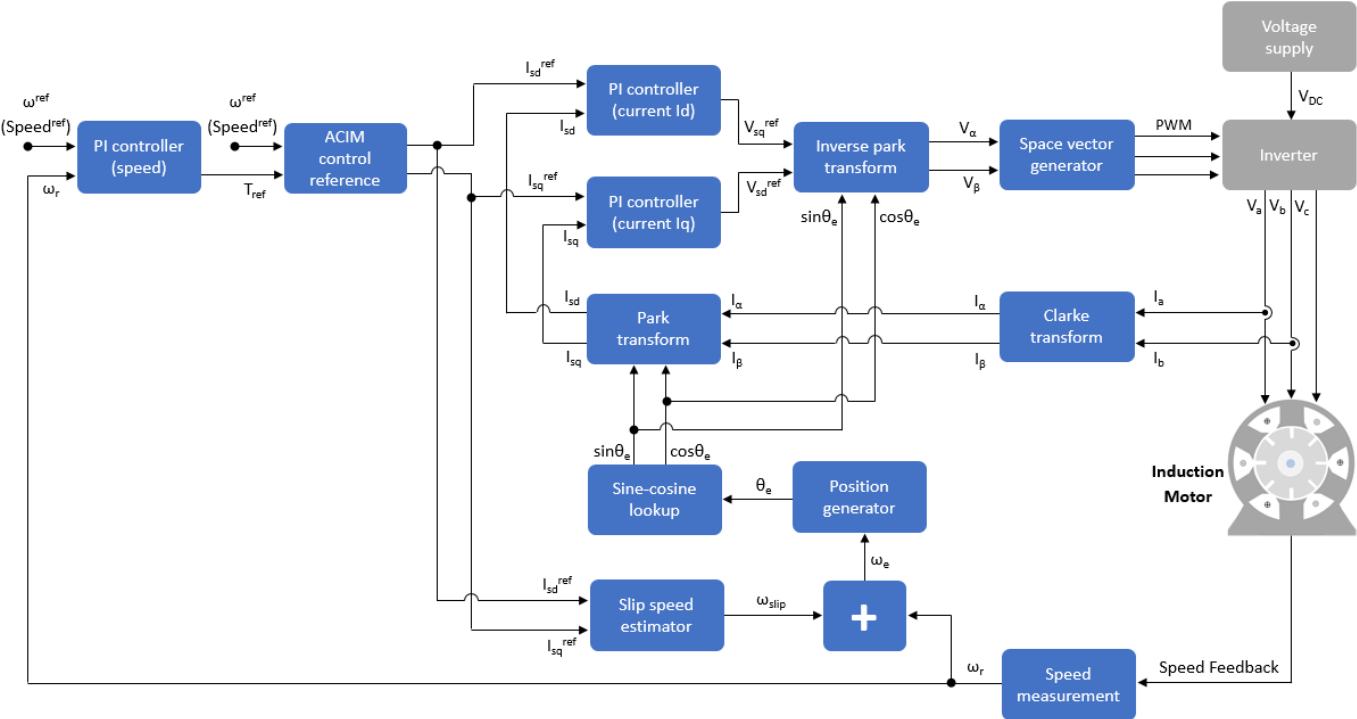 Voltage
supply
V_DC
ω^ref
(Speed^ref)
ω_r
PI controller
(speed)
T_ref
ω^ref
(Speed^ref)
ACIM
control
reference
I_sd^ref
I_sd
PI controller
(current Id)
V_sq^ref
I_sq^ref
I_sq
PI controller
(current Iq)
V_sd^ref
Inverse park
transform
sinθ_e
cosθ_e
V_α
V_β
Space vector
generator
PWM
Inverter
V_a V_b V_c
I_sd
I_sq
Park
transform
I_α
I_β
I_α
I_β
Clarke
transform
I_a
I_b
sinθ_e
cosθ_e
Sine-cosine
lookup
θ_e
Position
generator
Induction
Motor
ω_e
I_sd^ref
I_sq^ref
Slip speed
estimator
ω_slip
+
ω_r
Speed
measurement
Speed Feedback